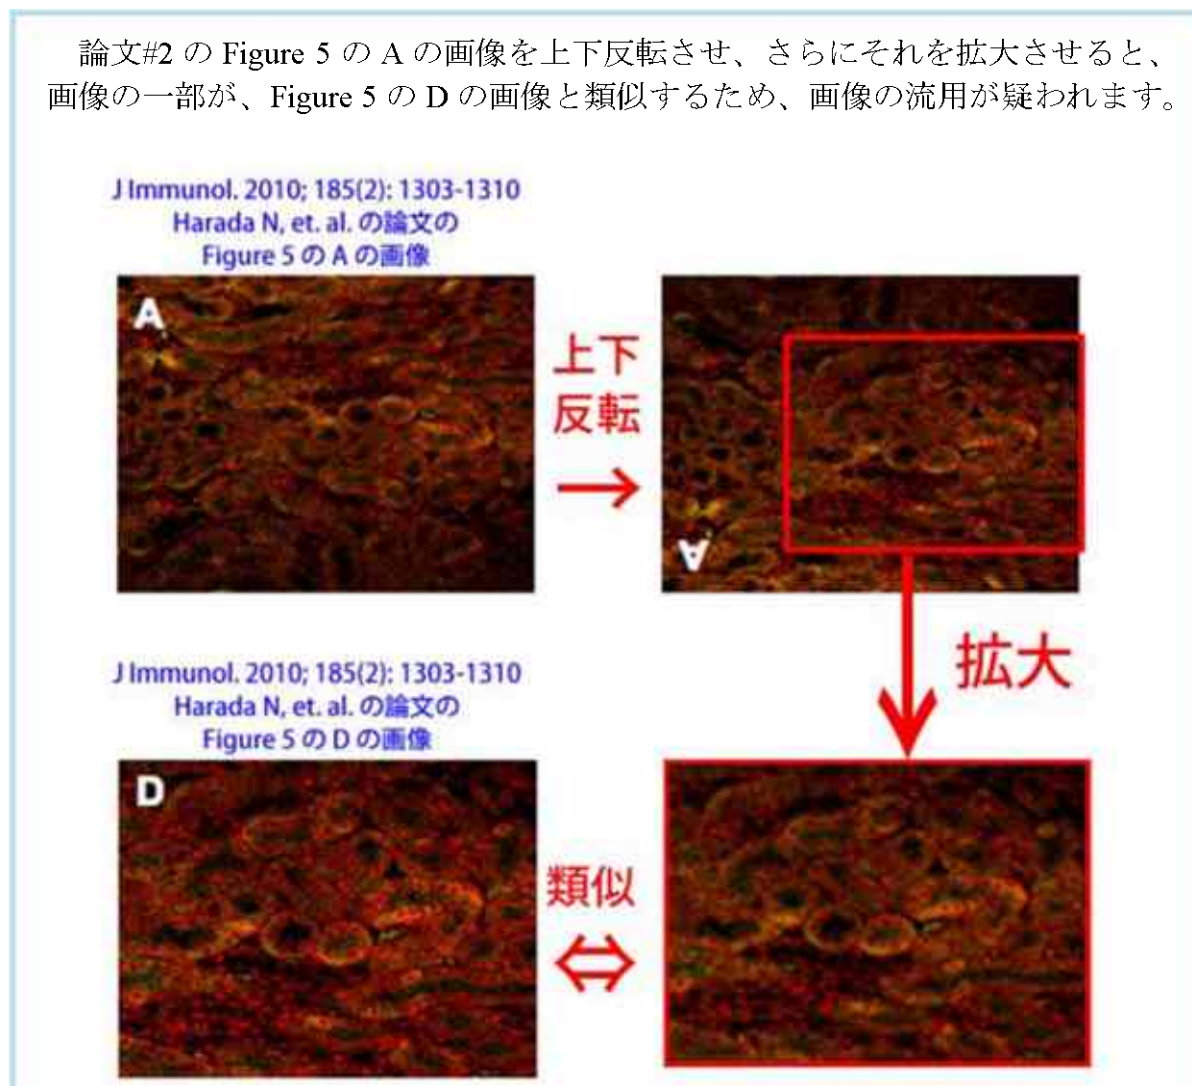 論文#2 の Figure 5 の A の画像を上下反転させ、さらにそれを拡大させると、
画像の一部が、Figure 5 の D の画像と類似するため、画像の流用が疑われます。
J Immunol. 2010; 185(2): 1303-1310
Harada N, et. al. の論文の
Figure 5 の A の画像
A
上下
反転
A
拡大
J Immunol. 2010; 185(2): 1303-1310
Harada N, et. al. の論文の
Figure 5 の D の画像
D
類似